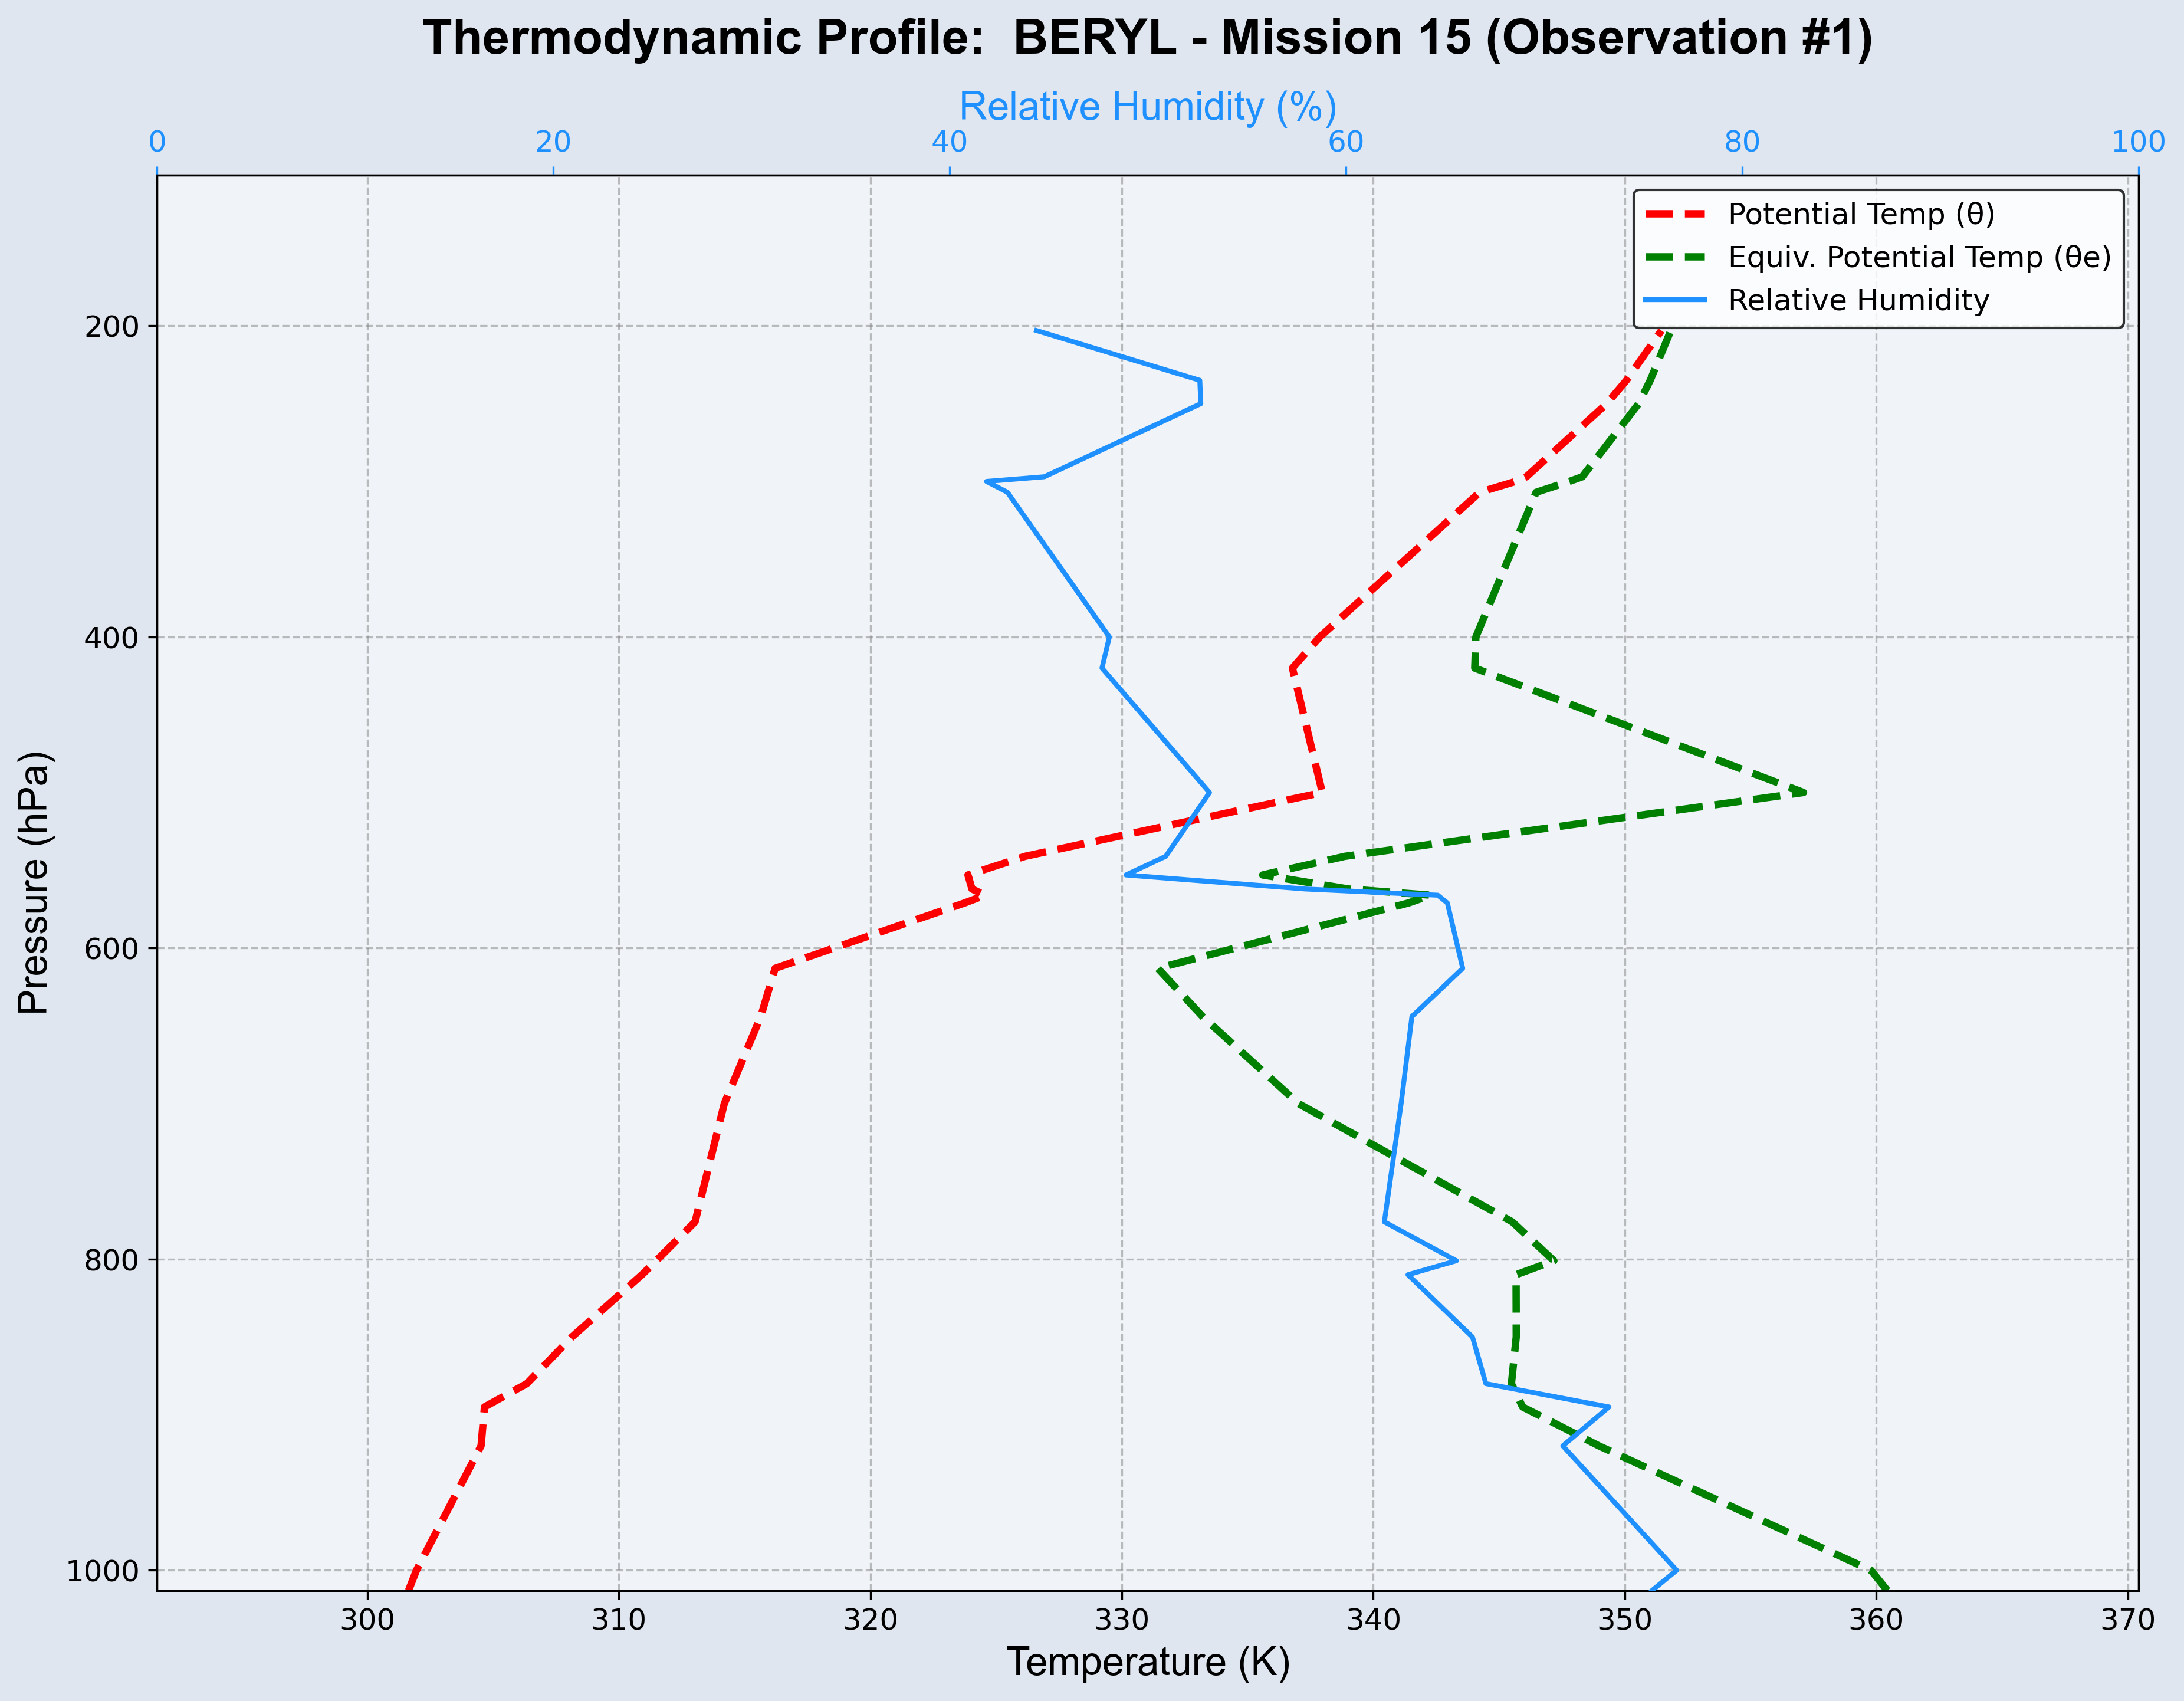 Thermodynamic Profile:  BERYL - Mission 15 (Observation #1)
Relative Humidity (%)
0 20 40 60 80 100
Potential Temp (θ)
Equiv. Potential Temp (θe)
Relative Humidity
Pressure (hPa)
200
400
600
800
1000
300 310 320 330 340 350 360 370
Temperature (K)